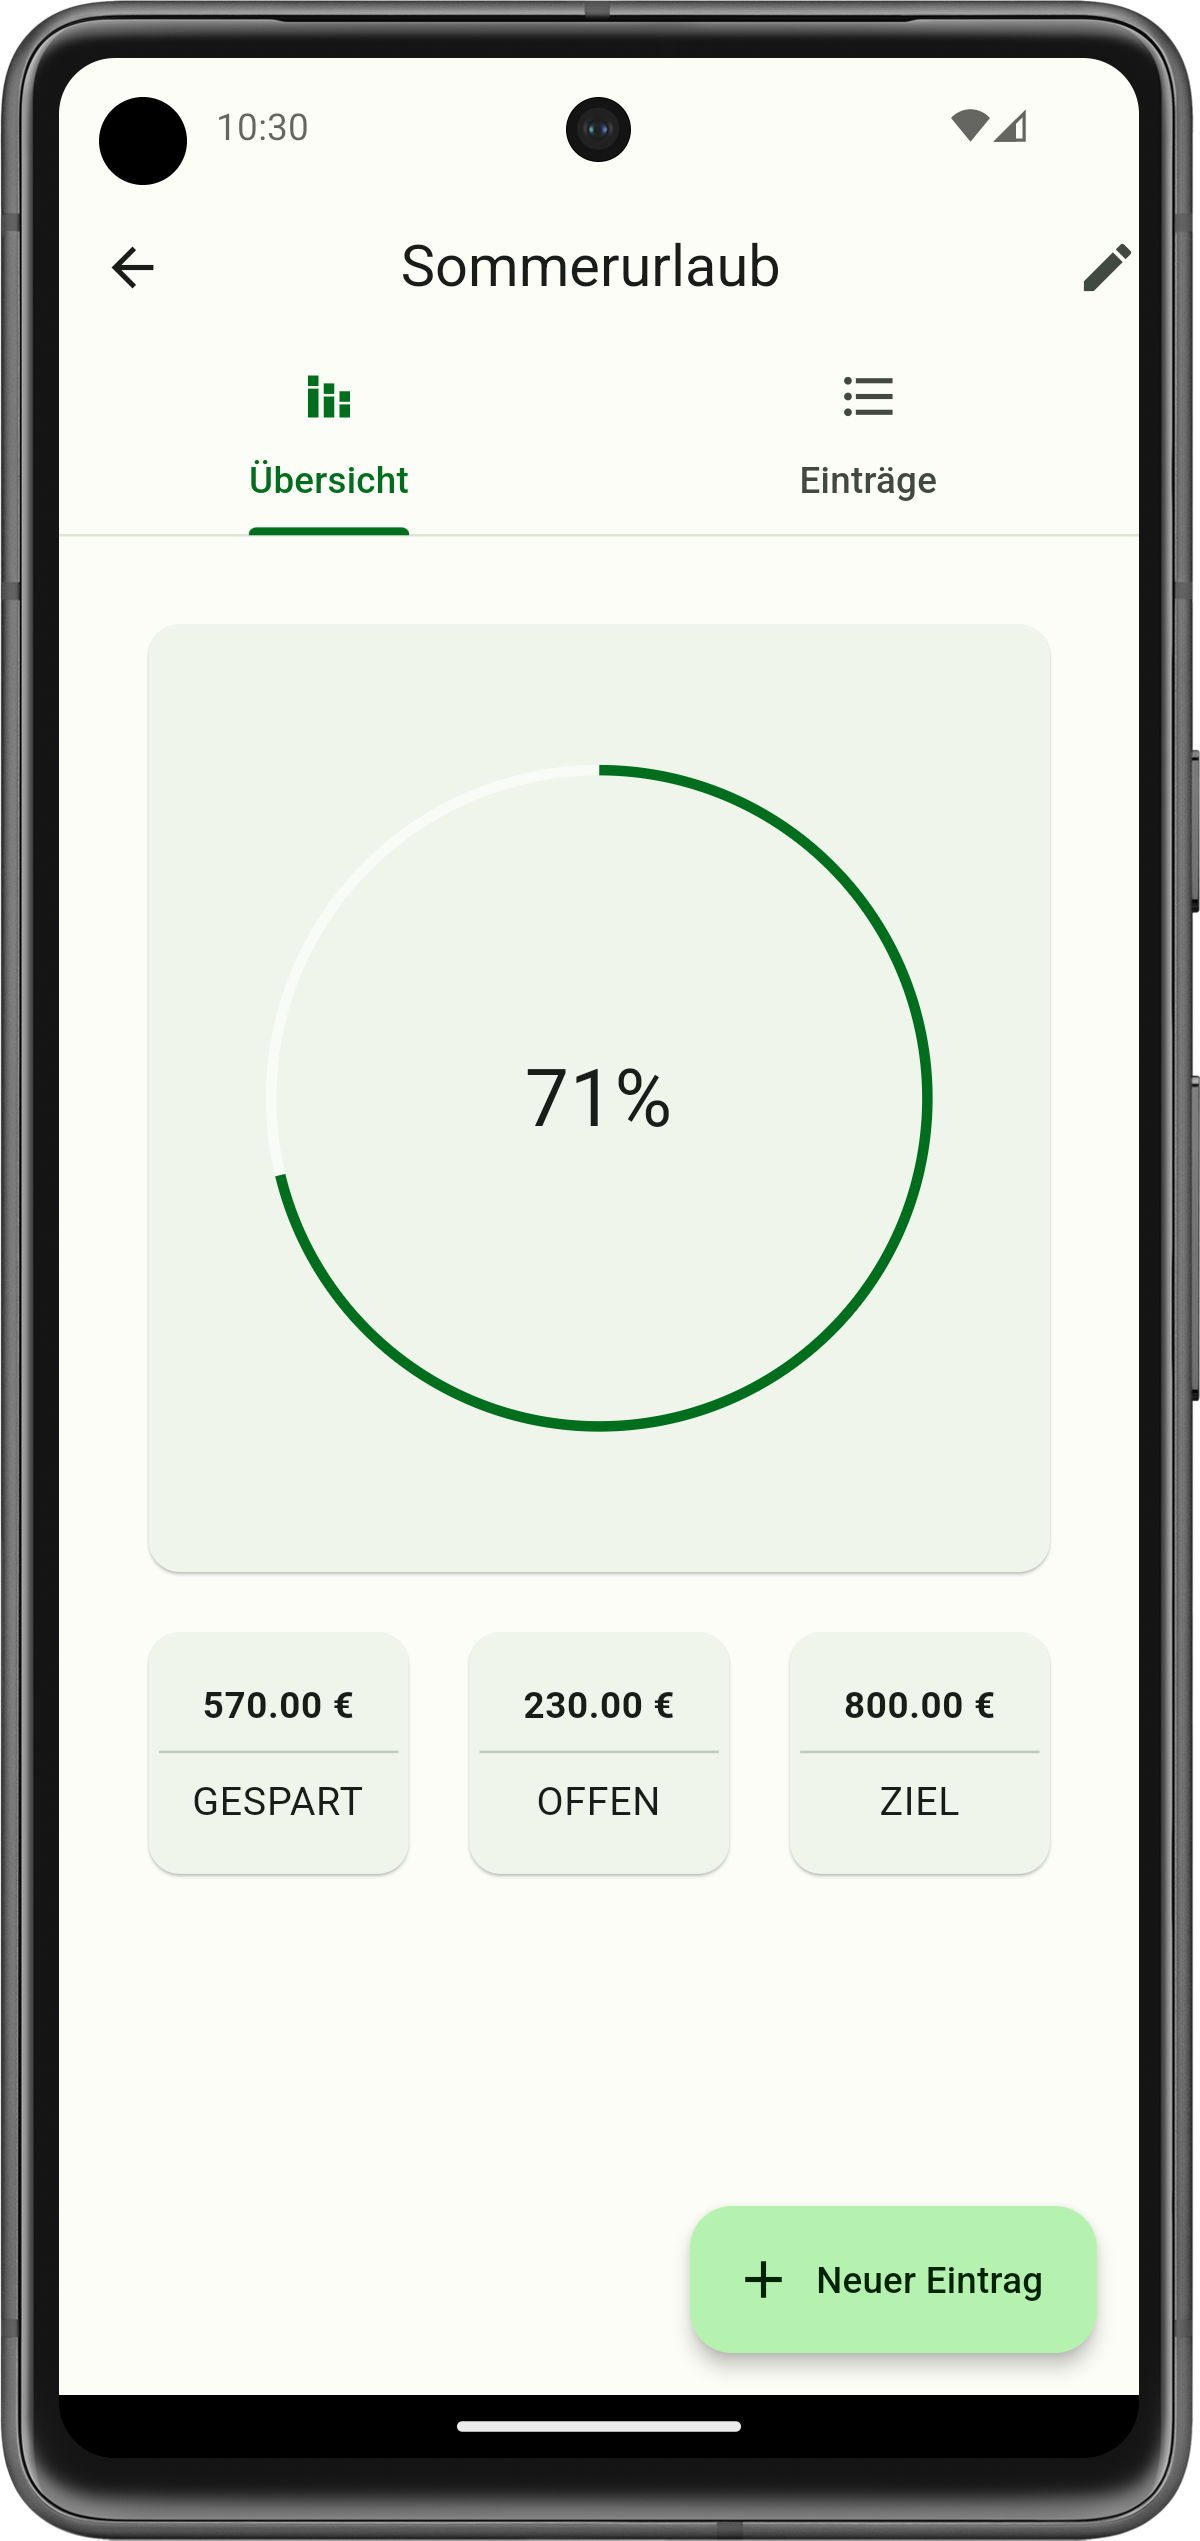 10:30
Sommerurlaub
Übersicht
Einträge
71%
570.00 €
230.00 €
800.00 €
GESPART
OFFEN
ZIEL
Neuer Eintrag